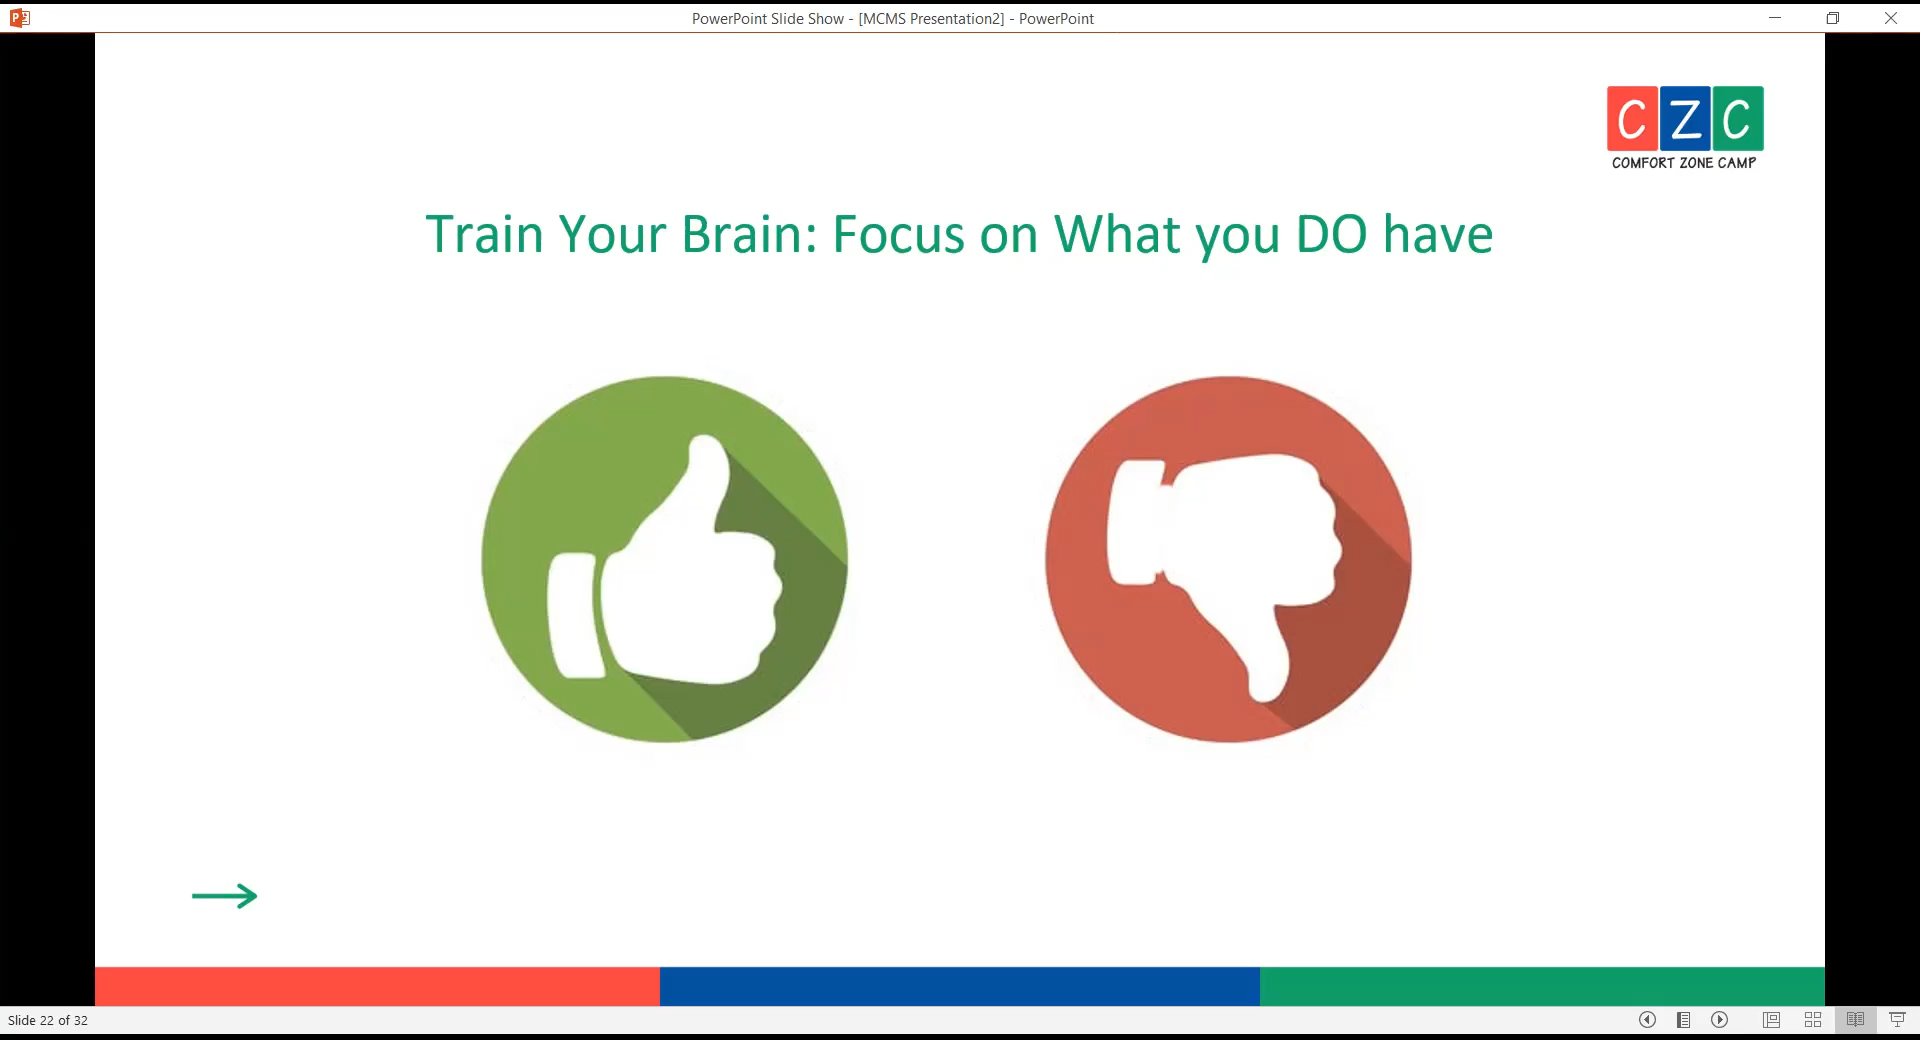 PowerPoint Slide Show - [MCMS Presentation2] - PowerPoint
CZC
COMFORT ZONE CAMP
Train Your Brain: Focus on What you DO have
Slide 22 of 32